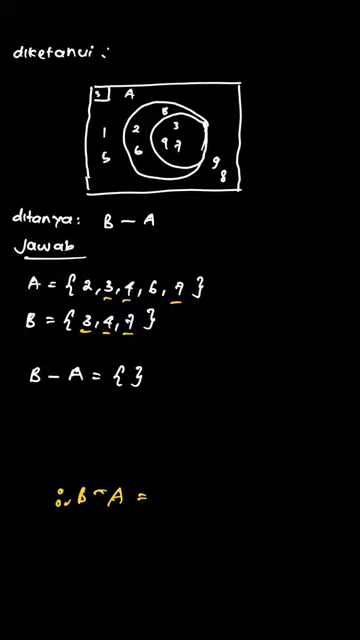 diketahui :
S A
B
1 2 3
9 7
5 6
9
8
ditanya: B - A
Jawab
A = { 2, 3, 4, 6, 7 }
B = { 3, 4, 7 }
B - A = { }
∴ B - A =